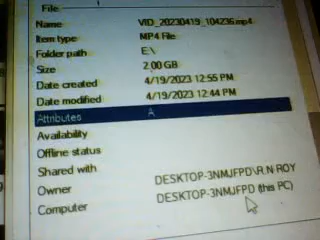 File
Name VID_20230419_104236.mp4
Item type MP4 File
Folder path E:\
Size 2.00 GB
Date created 4/19/2023 12:55 PM
Date modified 4/19/2023 12:44 PM
Attributes A
Availability
Offline status
Shared with
Owner DESKTOP-3NMJFPD\R N ROY
Computer DESKTOP-3NMJFPD (this PC)